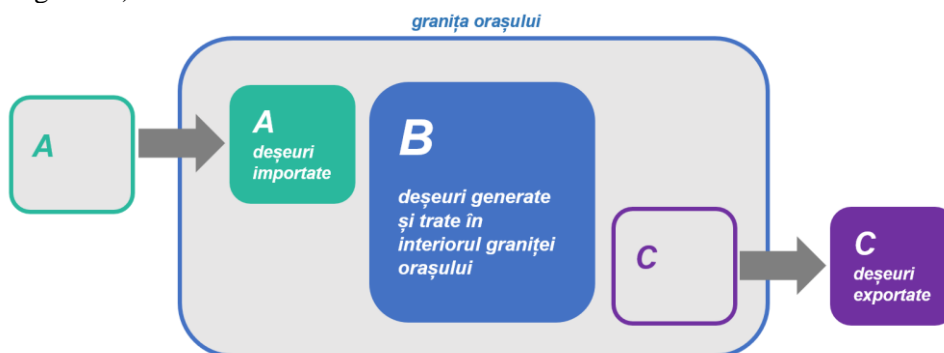 granița orașului
A
A
deșeuri
importate
B
deșeuri generate
și trate în
interiorul graniței
orașului
C
C
deșeuri
exportate